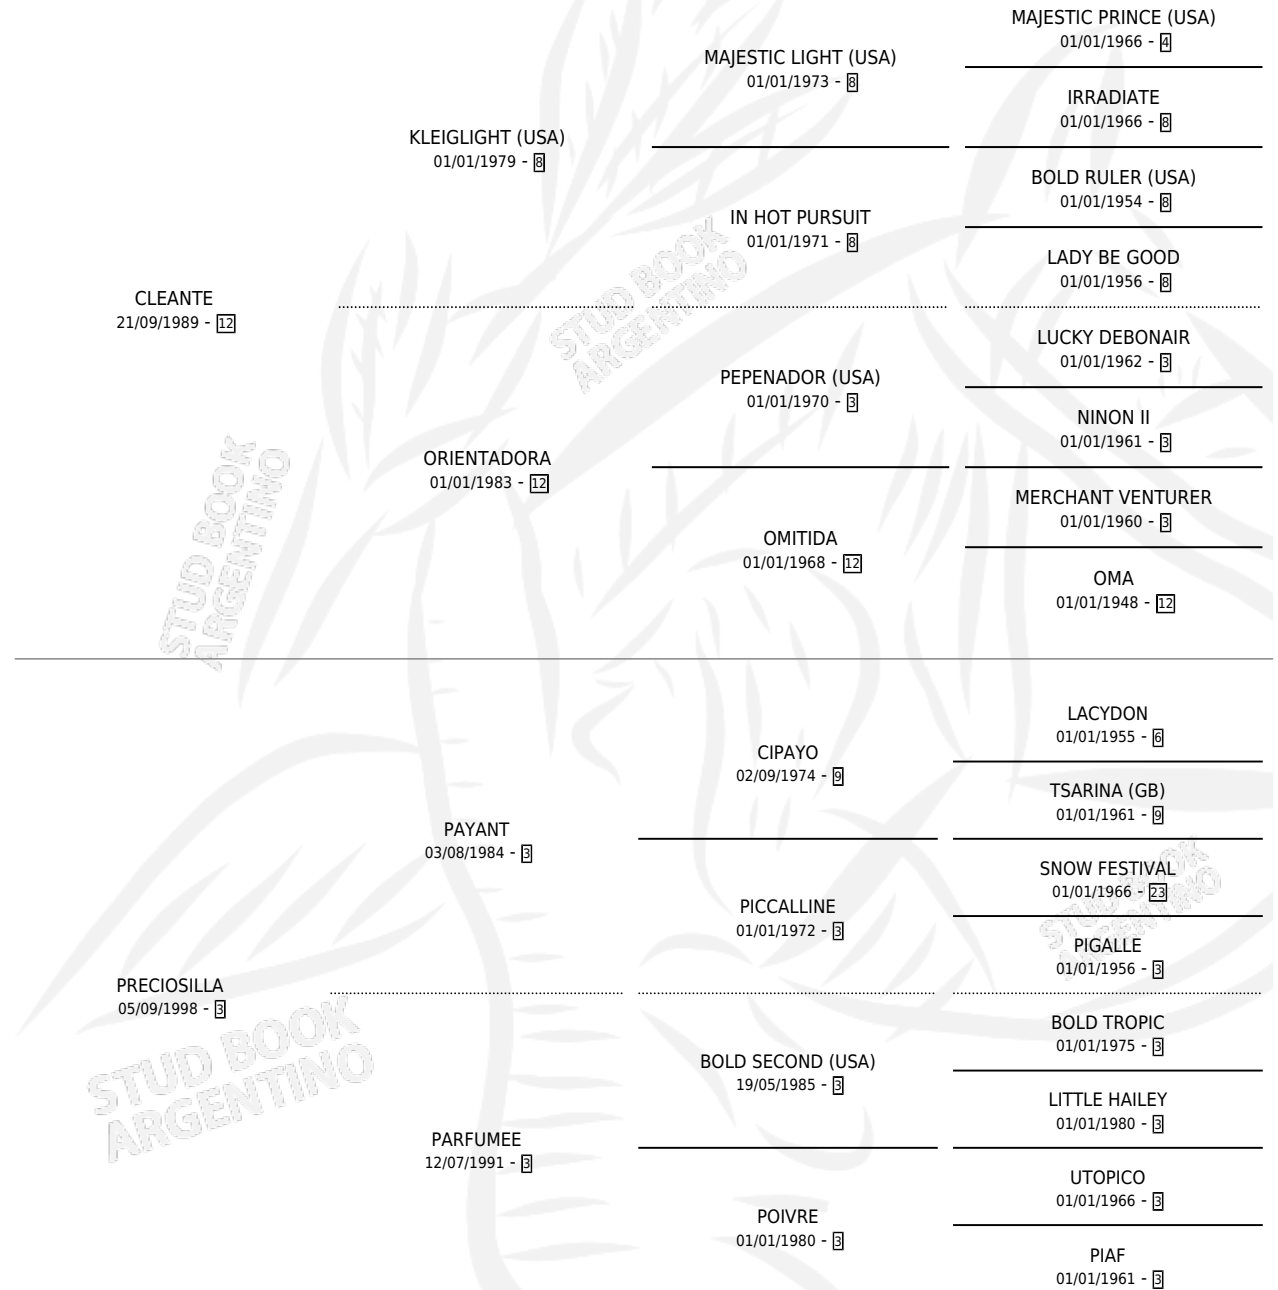 MAJESTIC PRINCE (USA)
01/01/1966 - 4
MAJESTIC LIGHT (USA)
01/01/1973 - 8
IRRADIATE
01/01/1966 - 8
KLEIGLIGHT (USA)
01/01/1979 - 8
BOLD RULER (USA)
01/01/1954 - 8
IN HOT PURSUIT
01/01/1971 - 8
LADY BE GOOD
01/01/1956 - 8
CLEANTE
21/09/1989 - 12
LUCKY DEBONAIR
01/01/1962 - 3
PEPENADOR (USA)
01/01/1970 - 3
NINON II
01/01/1961 - 3
ORIENTADORA
01/01/1983 - 12
MERCHANT VENTURER
01/01/1960 - 3
OMITIDA
01/01/1968 - 12
OMA
01/01/1948 - 12
LACYDON
01/01/1955 - 6
CIPAYO
02/09/1974 - 9
TSARINA (GB)
01/01/1961 - 9
PAYANT
03/08/1984 - 3
SNOW FESTIVAL
01/01/1966 - 23
PICCALLINE
01/01/1972 - 3
PIGALLE
01/01/1956 - 3
PRECIOSILLA
05/09/1998 - 3
BOLD TROPIC
01/01/1975 - 3
BOLD SECOND (USA)
19/05/1985 - 3
LITTLE HAILEY
01/01/1980 - 3
PARFUMEE
12/07/1991 - 3
UTOPICO
01/01/1966 - 3
POIVRE
01/01/1980 - 3
PIAF
01/01/1961 - 3
STUD BOOK
ARGENTINO
STUD BOOK
ARGENTINO
STUD BOOK
ARGENTINO
STUD BOOK
ARGENTINO